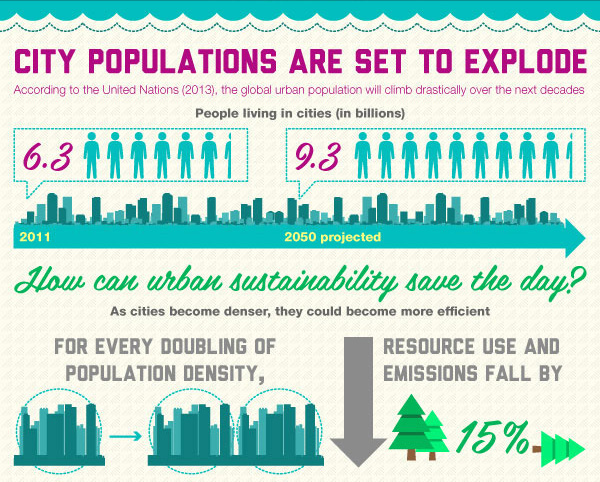 CITY POPULATIONS ARE SET TO EXPLODE
According to the United Nations (2013), the global urban population will climb drastically over the next decades
People living in cities (in billions)
6.3
9.3
2011
2050 projected
How can urban sustainability save the day?
As cities become denser, they could become more efficient
FOR EVERY DOUBLING OF
POPULATION DENSITY,
RESOURCE USE AND
EMISSIONS FALL BY
15%